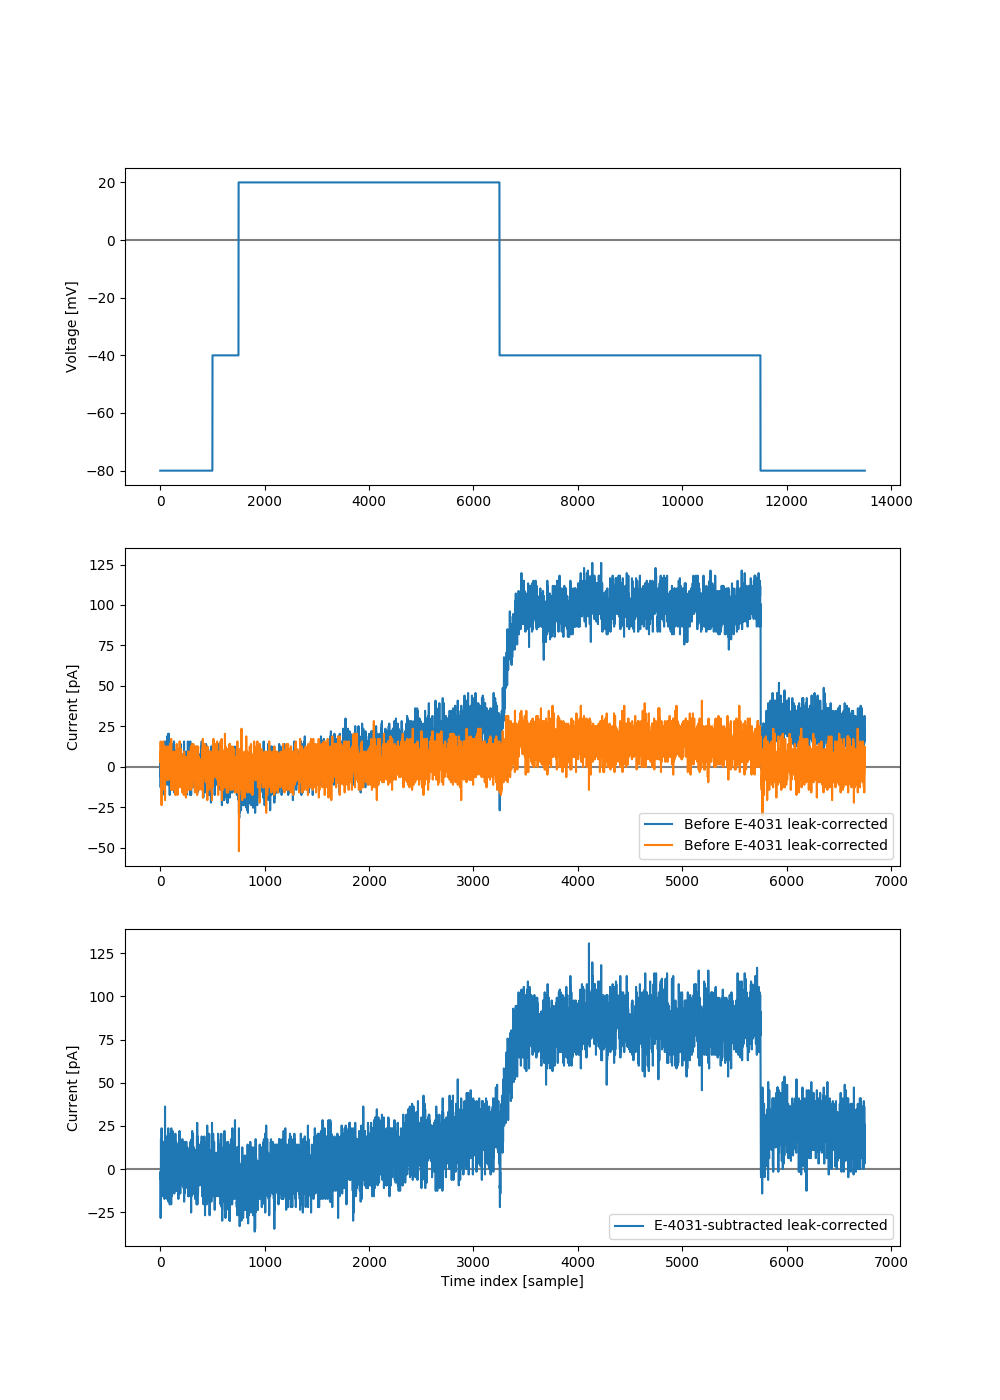 20
0
−20
−40
−60
−80
Voltage [mV]
0 2000 4000 6000 8000 10000 12000 14000
125
100
75
50
25
0
−25
−50
Current [pA]
Before E-4031 leak-corrected
Before E-4031 leak-corrected
0 1000 2000 3000 4000 5000 6000 7000
125
100
75
50
25
0
−25
Current [pA]
E-4031-subtracted leak-corrected
0 1000 2000 3000 4000 5000 6000 7000
Time index [sample]